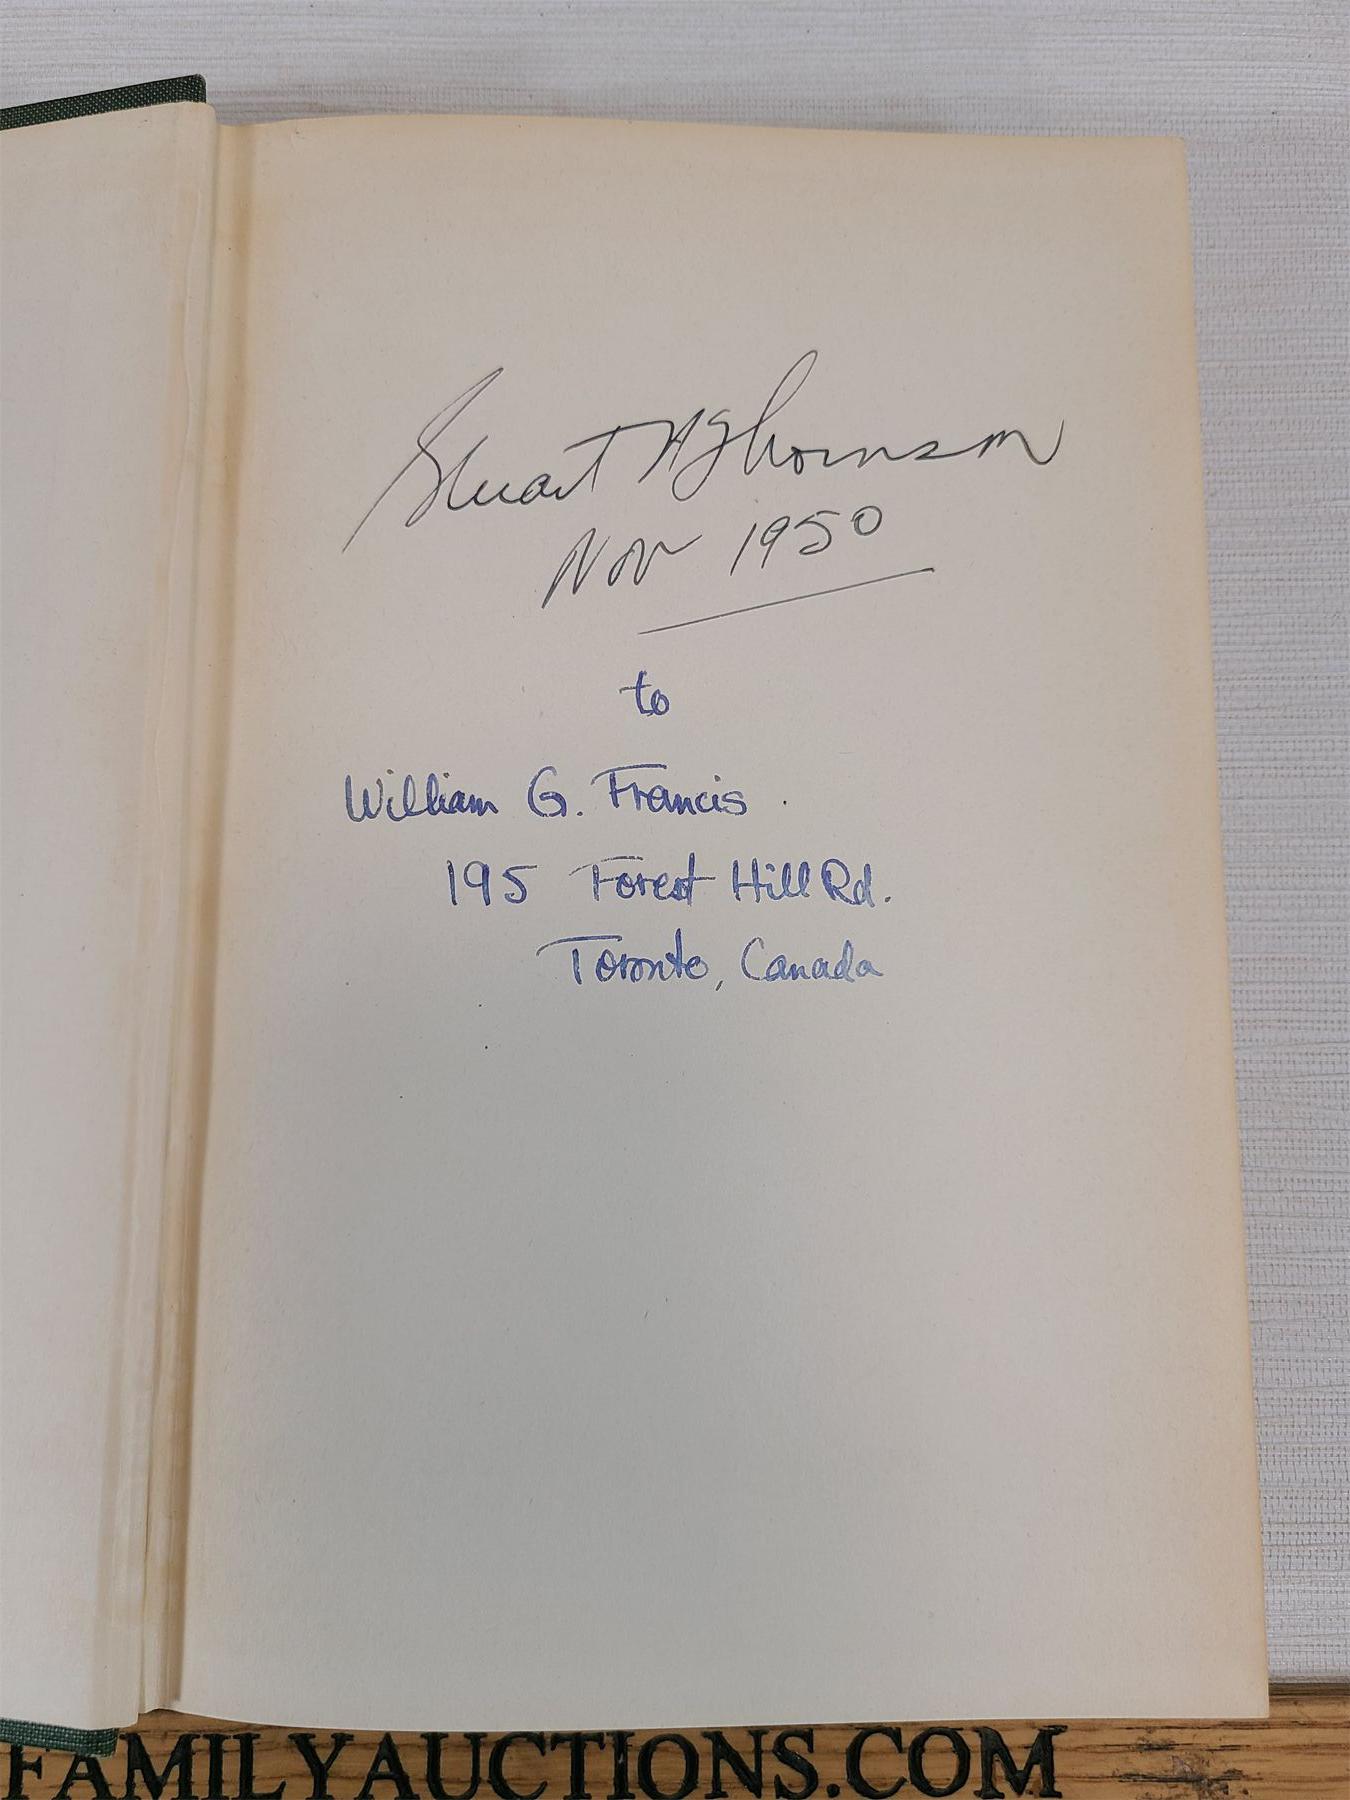 Stuart A Thomson
Nov 1950
to
William G. Francis
195 Forest Hill Rd.
Toronto, Canada
FAMILYAUCTIONS.COM